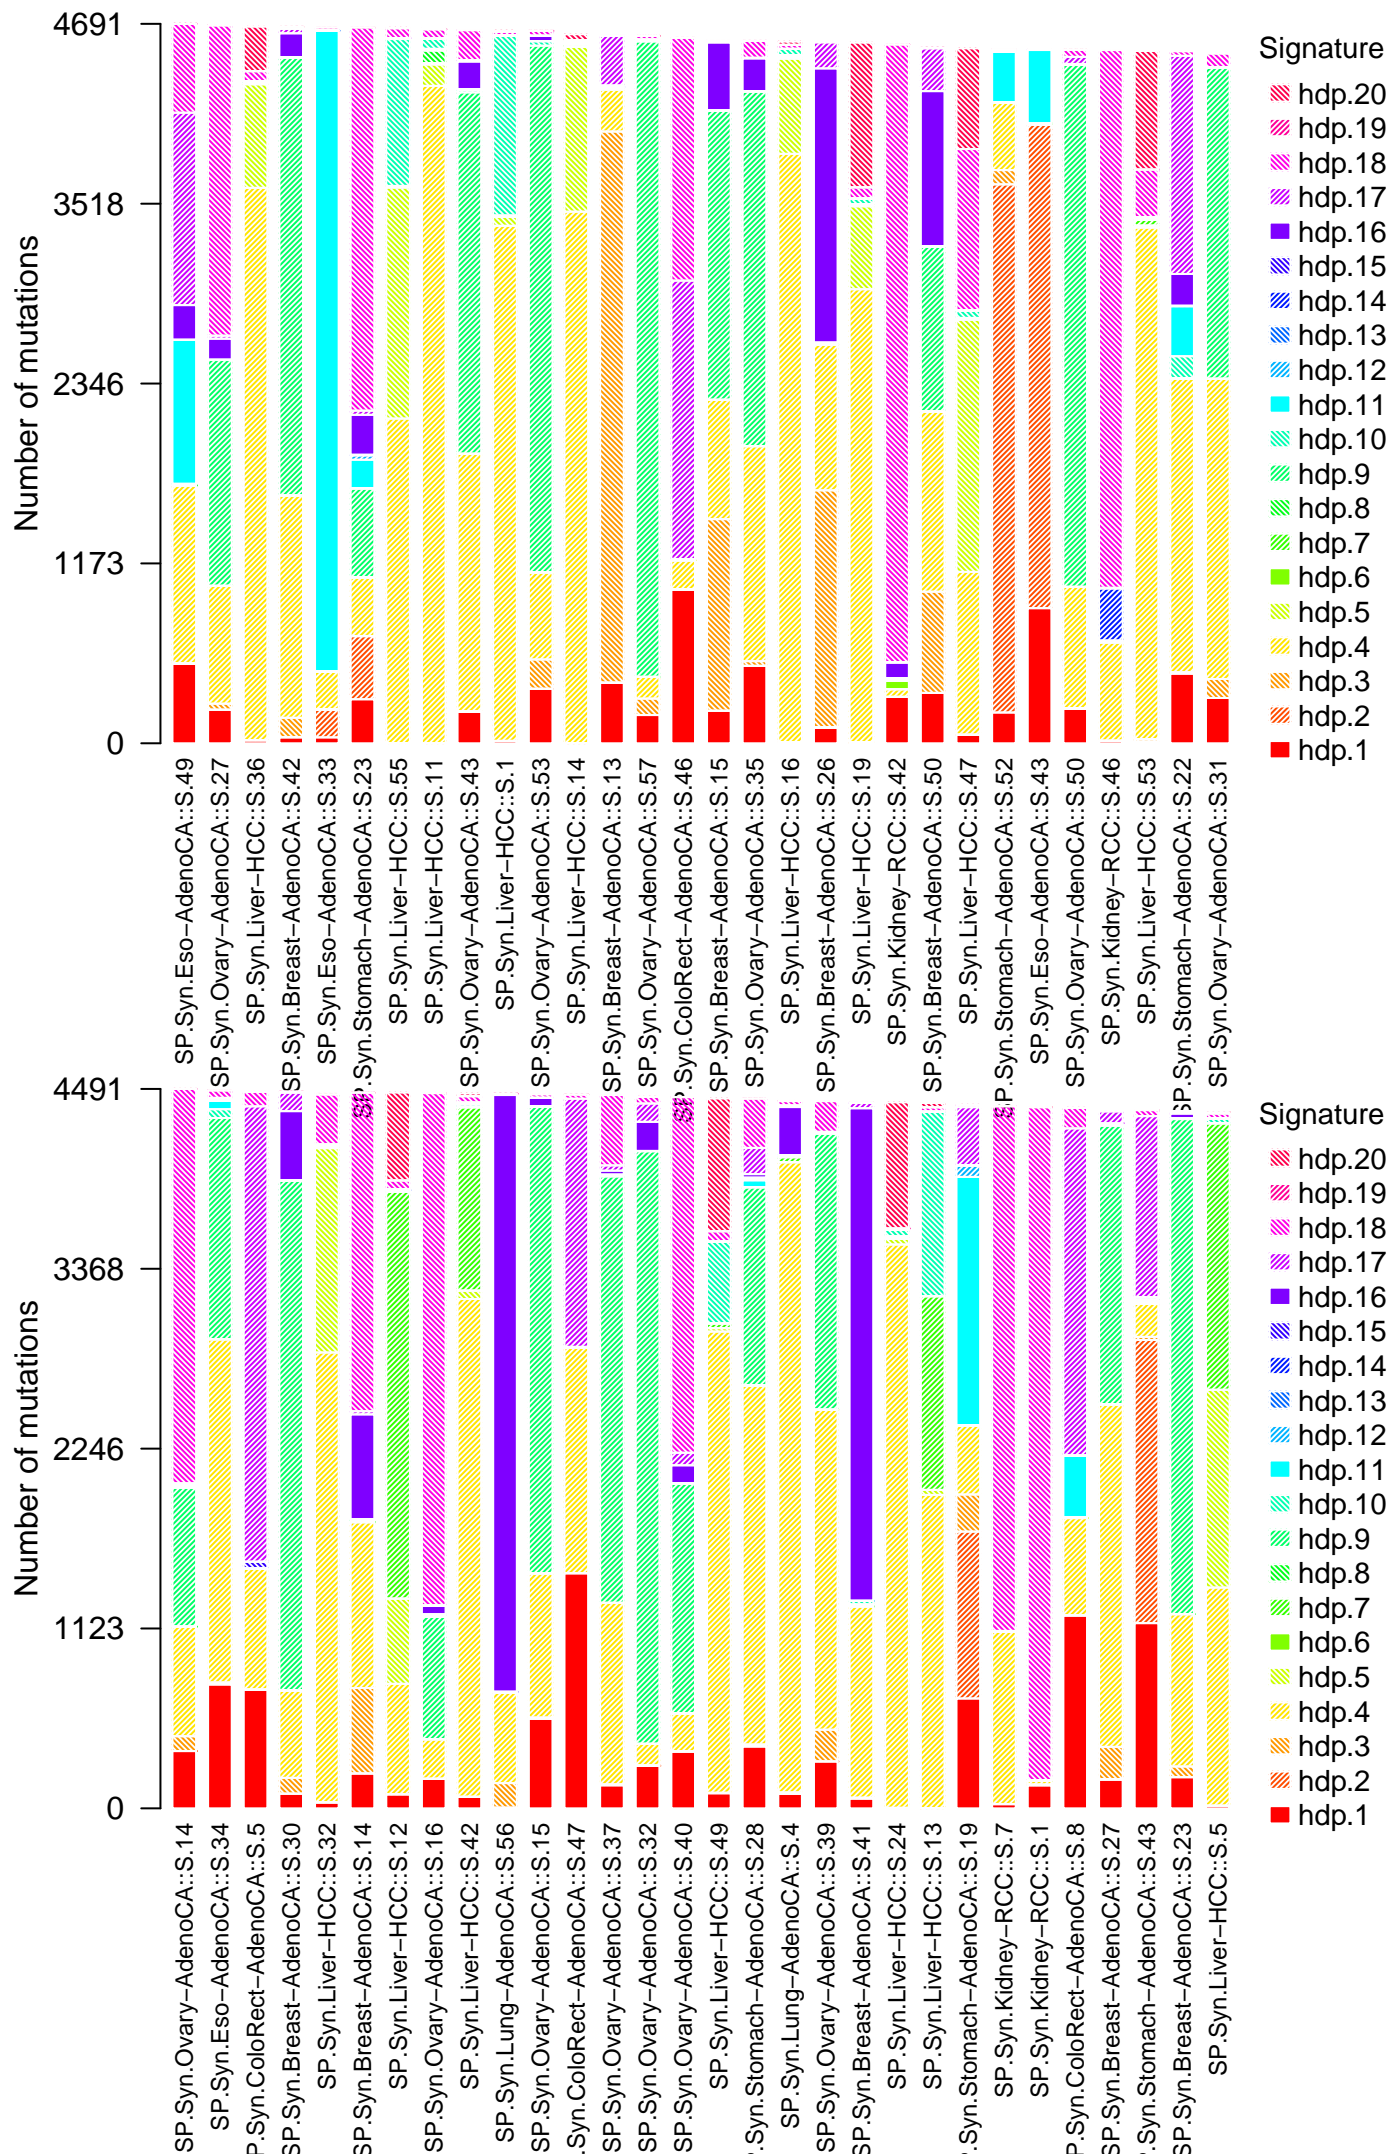 Number of mutations
4691
3518
2346
1173
0
Signature
hdp.20
hdp.19
hdp.18
hdp.17
hdp.16
hdp.15
hdp.14
hdp.13
hdp.12
hdp.11
hdp.10
hdp.9
hdp.8
hdp.7
hdp.6
hdp.5
hdp.4
hdp.3
hdp.2
hdp.1
SP.Syn.Eso−AdenoCA::S.49
SP.Syn.Ovary−AdenoCA::S.27
SP.Syn.Liver−HCC::S.36
SP.Syn.Breast−AdenoCA::S.42
SP.Syn.Eso−AdenoCA::S.33
SP.Syn.Stomach−AdenoCA::S.23
SP.Syn.Liver−HCC::S.55
SP.Syn.Liver−HCC::S.11
SP.Syn.Ovary−AdenoCA::S.43
SP.Syn.Liver−HCC::S.1
SP.Syn.Ovary−AdenoCA::S.53
SP.Syn.Liver−HCC::S.14
SP.Syn.Breast−AdenoCA::S.13
SP.Syn.Ovary−AdenoCA::S.57
SP.Syn.ColoRect−AdenoCA::S.46
SP.Syn.Breast−AdenoCA::S.15
SP.Syn.Ovary−AdenoCA::S.35
SP.Syn.Liver−HCC::S.16
SP.Syn.Breast−AdenoCA::S.26
SP.Syn.Liver−HCC::S.19
SP.Syn.Kidney−RCC::S.42
SP.Syn.Breast−AdenoCA::S.50
SP.Syn.Liver−HCC::S.47
SP.Syn.Stomach−AdenoCA::S.52
SP.Syn.Eso−AdenoCA::S.43
SP.Syn.Ovary−AdenoCA::S.50
SP.Syn.Kidney−RCC::S.46
SP.Syn.Liver−HCC::S.53
SP.Syn.Stomach−AdenoCA::S.22
SP.Syn.Ovary−AdenoCA::S.31
Number of mutations
4491
3368
2246
1123
0
Signature
hdp.20
hdp.19
hdp.18
hdp.17
hdp.16
hdp.15
hdp.14
hdp.13
hdp.12
hdp.11
hdp.10
hdp.9
hdp.8
hdp.7
hdp.6
hdp.5
hdp.4
hdp.3
hdp.2
hdp.1
SP.Syn.Ovary−AdenoCA::S.14
SP.Syn.Eso−AdenoCA::S.34
P.Syn.ColoRect−AdenoCA::S.5
SP.Syn.Breast−AdenoCA::S.30
SP.Syn.Liver−HCC::S.32
SP.Syn.Breast−AdenoCA::S.14
SP.Syn.Liver−HCC::S.12
SP.Syn.Ovary−AdenoCA::S.16
SP.Syn.Liver−HCC::S.42
SP.Syn.Lung−AdenoCA::S.56
SP.Syn.Ovary−AdenoCA::S.15
.Syn.ColoRect−AdenoCA::S.47
SP.Syn.Ovary−AdenoCA::S.37
SP.Syn.Ovary−AdenoCA::S.32
SP.Syn.Ovary−AdenoCA::S.40
SP.Syn.Liver−HCC::S.49
P.Syn.Stomach−AdenoCA::S.28
SP.Syn.Lung−AdenoCA::S.4
SP.Syn.Ovary−AdenoCA::S.39
SP.Syn.Breast−AdenoCA::S.41
SP.Syn.Liver−HCC::S.24
SP.Syn.Liver−HCC::S.13
P.Syn.Stomach−AdenoCA::S.19
SP.Syn.Kidney−RCC::S.7
SP.Syn.Kidney−RCC::S.1
P.Syn.ColoRect−AdenoCA::S.8
SP.Syn.Breast−AdenoCA::S.27
P.Syn.Stomach−AdenoCA::S.43
SP.Syn.Breast−AdenoCA::S.23
SP.Syn.Liver−HCC::S.5